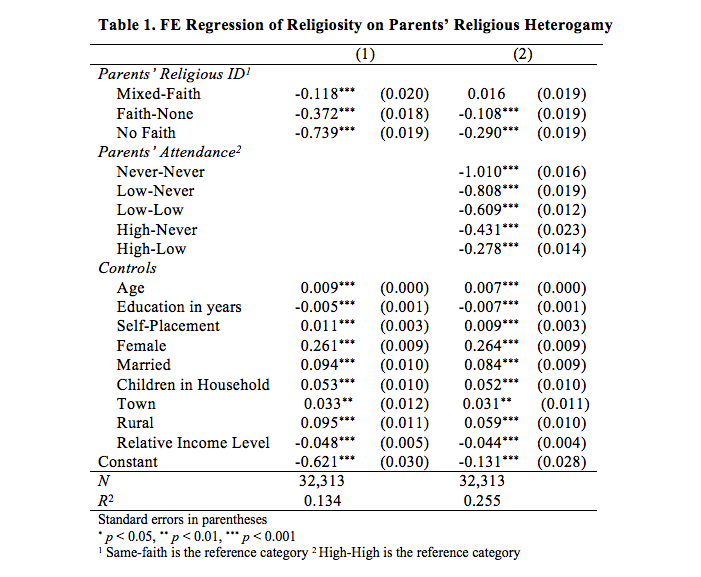 Table 1. FE Regression of Religiosity on Parents’ Religious Heterogamy
(1) (2)
Parents’ Religious ID1
Mixed-Faith -0.118*** (0.020) 0.016 (0.019)
Faith-None -0.372*** (0.018) -0.108*** (0.019)
No Faith -0.739*** (0.019) -0.290*** (0.019)
Parents’ Attendance2
Never-Never -1.010*** (0.016)
Low-Never -0.808*** (0.019)
Low-Low -0.609*** (0.012)
High-Never -0.431*** (0.023)
High-Low -0.278*** (0.014)
Controls
Age 0.009*** (0.000) 0.007*** (0.000)
Education in years -0.005*** (0.001) -0.007*** (0.001)
Self-Placement 0.011*** (0.003) 0.009*** (0.003)
Female 0.261*** (0.009) 0.264*** (0.009)
Married 0.094*** (0.010) 0.084*** (0.009)
Children in Household 0.053*** (0.010) 0.052*** (0.010)
Town 0.033** (0.012) 0.031** (0.011)
Rural 0.095*** (0.011) 0.059*** (0.010)
Relative Income Level -0.048*** (0.005) -0.044*** (0.004)
Constant -0.621*** (0.030) -0.131*** (0.028)
N 32,313 32,313
R2 0.134 0.255
Standard errors in parentheses
* p < 0.05, ** p < 0.01, *** p < 0.001
1 Same-faith is the reference category 2 High-High is the reference category